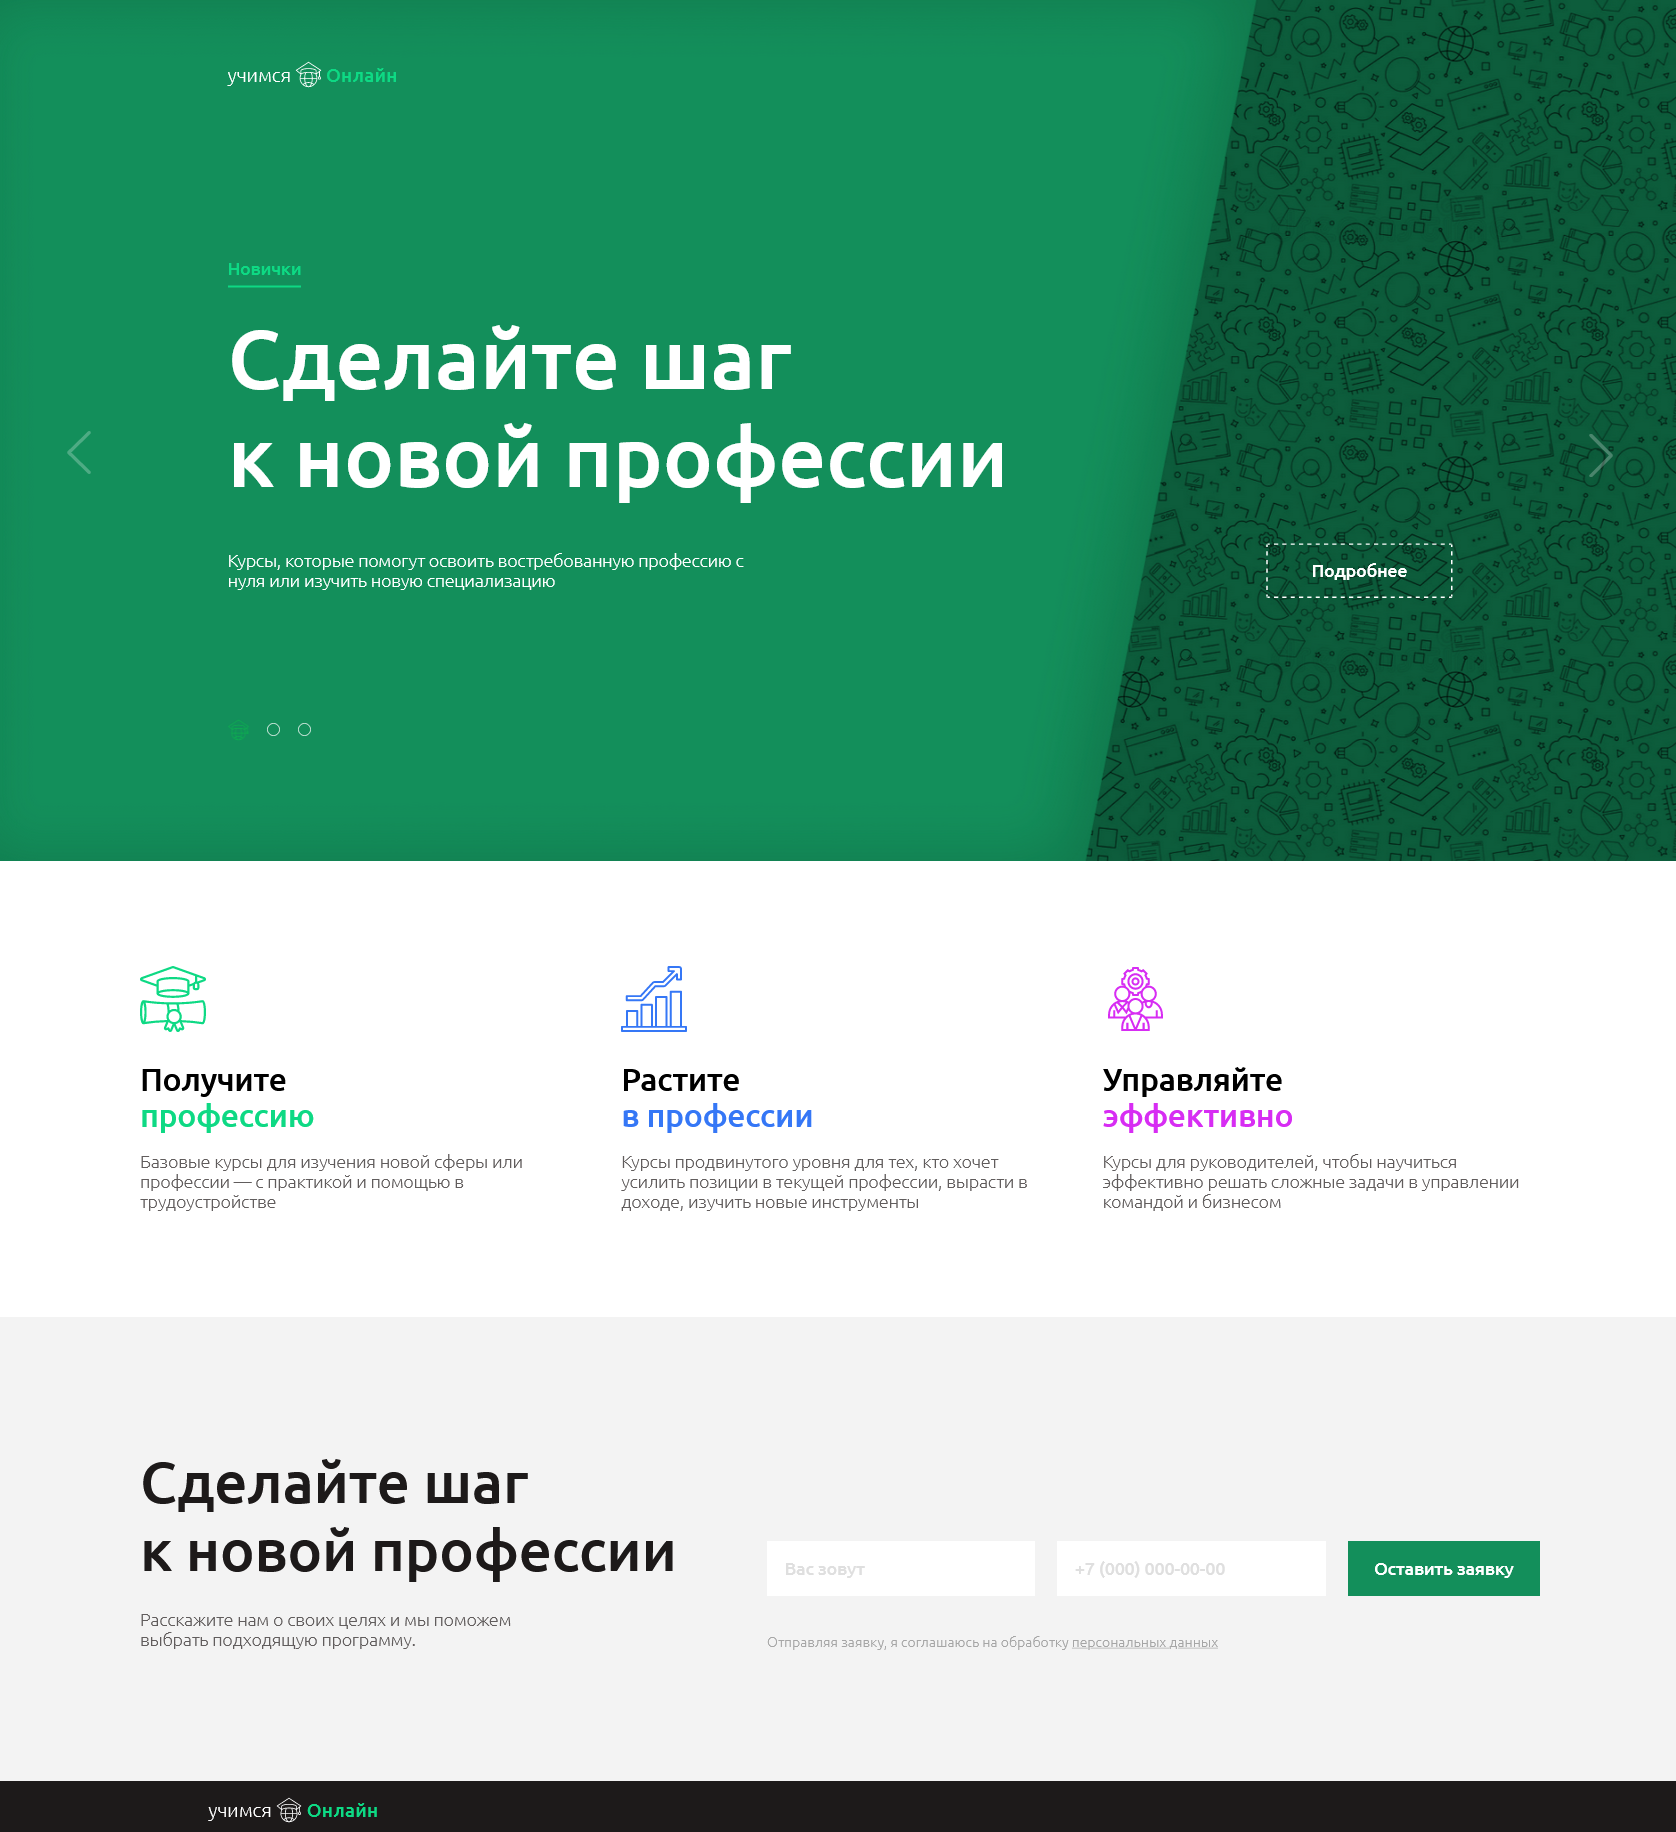 учимся Онлайн
Новички
Сделайте шаг
к новой профессии
Курсы, которые помогут освоить востребованную профессию с
нуля или изучить новую специализацию
Подробнее
Получите
профессию
Базовые курсы для изучения новой сферы или
профессии — с практикой и помощью в
трудоустройстве
Растите
в профессии
Курсы продвинутого уровня для тех, кто хочет
усилить позиции в текущей профессии, вырасти в
доходе, изучить новые инструменты
Управляйте
эффективно
Курсы для руководителей, чтобы научиться
эффективно решать сложные задачи в управлении
командой и бизнесом
Сделайте шаг
к новой профессии
Расскажите нам о своих целях и мы поможем
выбрать подходящую программу.
Вас зовут
+7 (000) 000-00-00
Оставить заявку
Отправляя заявку, я соглашаюсь на обработку персональных данных
учимся Онлайн